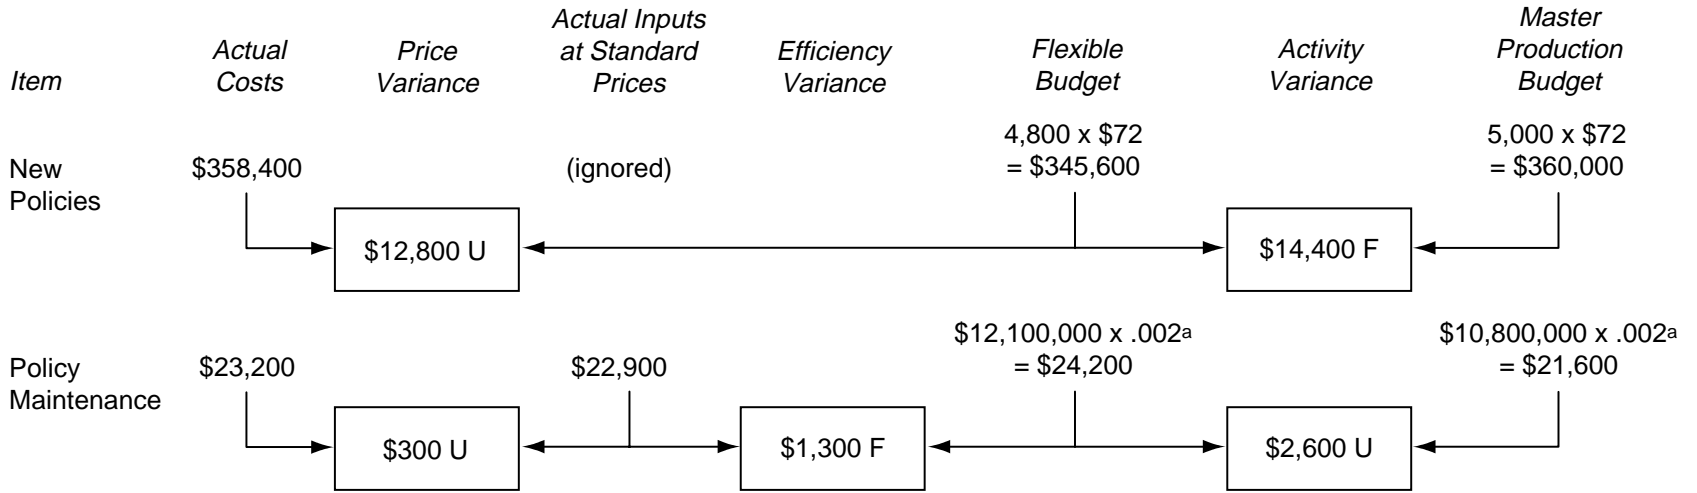 Item
Actual
Costs
Price
Variance
Actual Inputs
at Standard
Prices
Efficiency
Variance
Flexible
Budget
Activity
Variance
Master
Production
Budget
New
Policies
$358,400
(ignored)
4,800 x $72
= $345,600
5,000 x $72
= $360,000
$12,800 U
$14,400 F
Policy
Maintenance
$23,200
$22,900
$12,100,000 x .002a
= $24,200
$10,800,000 x .002a
= $21,600
$300 U
$1,300 F
$2,600 U